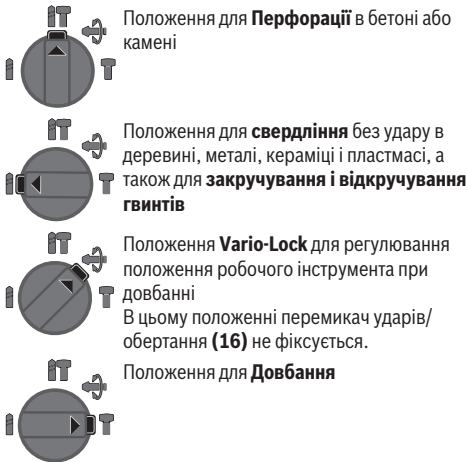 Положення для Перфорації в бетоні або
камені
Положення для свердління без удару в
деревині, металі, кераміці і пластмасі, а
також для закручування і відкручування
гвинтів
Положення Vario-Lock для регулювання
положення робочого інструмента при
довбанні
В цьому положенні перемикач ударів/
обертання (16) не фіксується.
Положення для Довбання